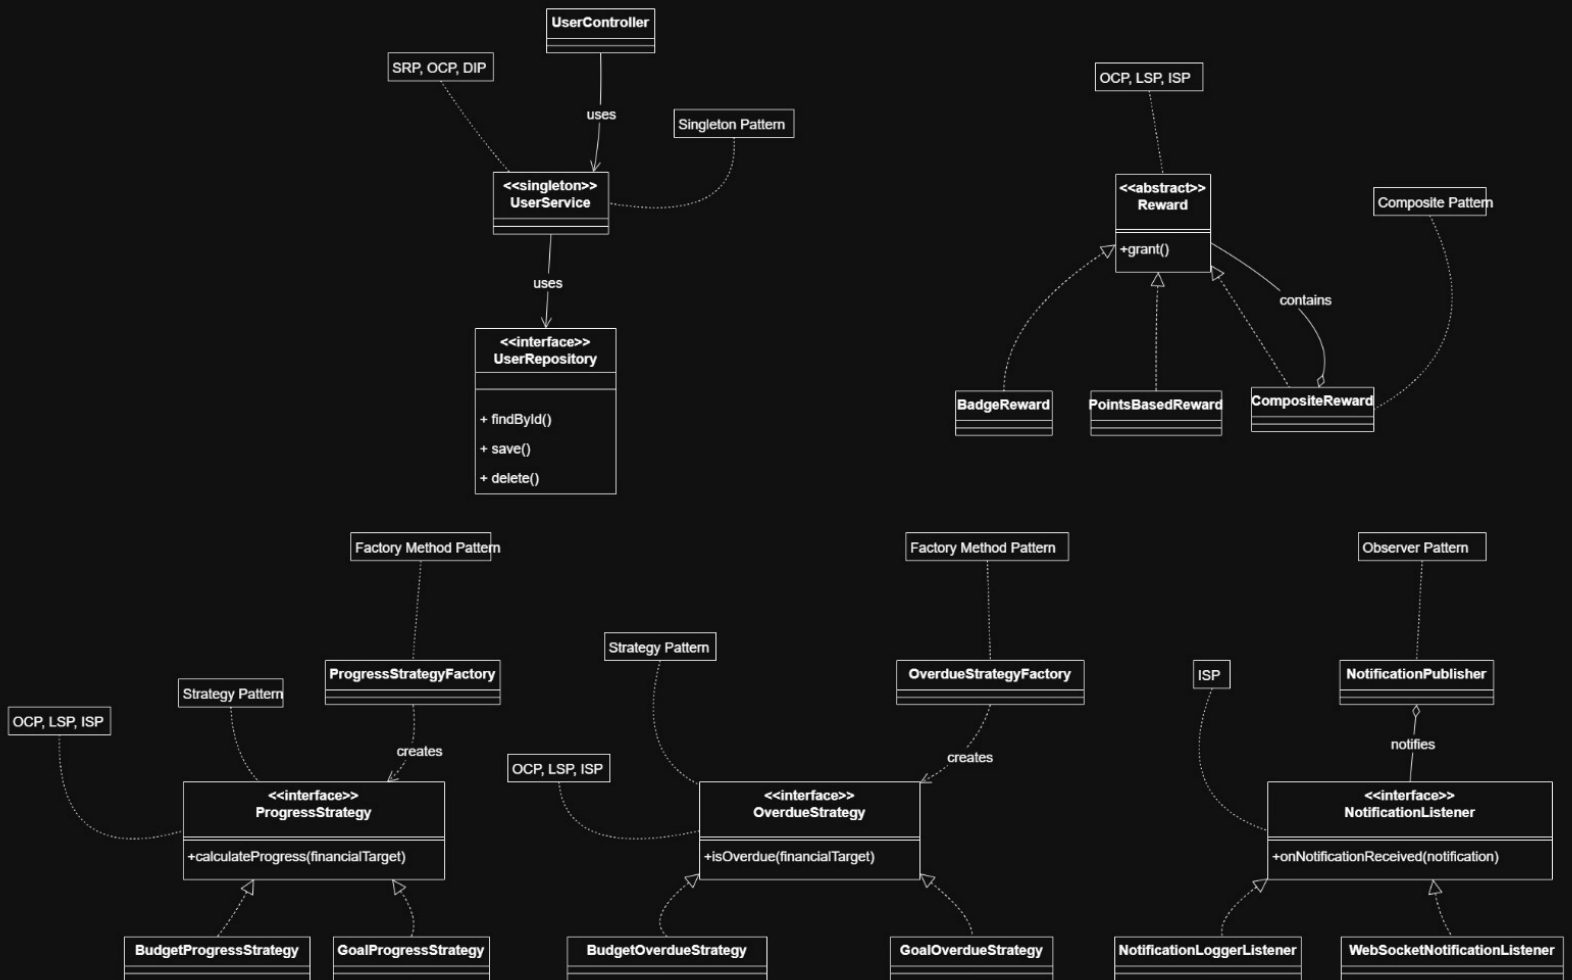 UserController
SRP, OCP, DIP
uses
Singleton Pattern
<<singleton>>
UserService
uses
<<interface>>
UserRepository
+ findById()
+ save()
+ delete()
OCP, LSP, ISP
<<abstract>>
Reward
+grant()
Composite Pattern
contains
BadgeReward
PointsBasedReward
CompositeReward
Factory Method Pattern
ProgressStrategyFactory
Strategy Pattern
OCP, LSP, ISP
creates
<<interface>>
ProgressStrategy
+calculateProgress(financialTarget)
BudgetProgressStrategy
GoalProgressStrategy
Factory Method Pattern
Strategy Pattern
OverdueStrategyFactory
OCP, LSP, ISP
creates
<<interface>>
OverdueStrategy
+isOverdue(financialTarget)
BudgetOverdueStrategy
GoalOverdueStrategy
Observer Pattern
ISP
NotificationPublisher
notifies
<<interface>>
NotificationListener
+onNotificationReceived(notification)
NotificationLoggerListener
WebSocketNotificationListener